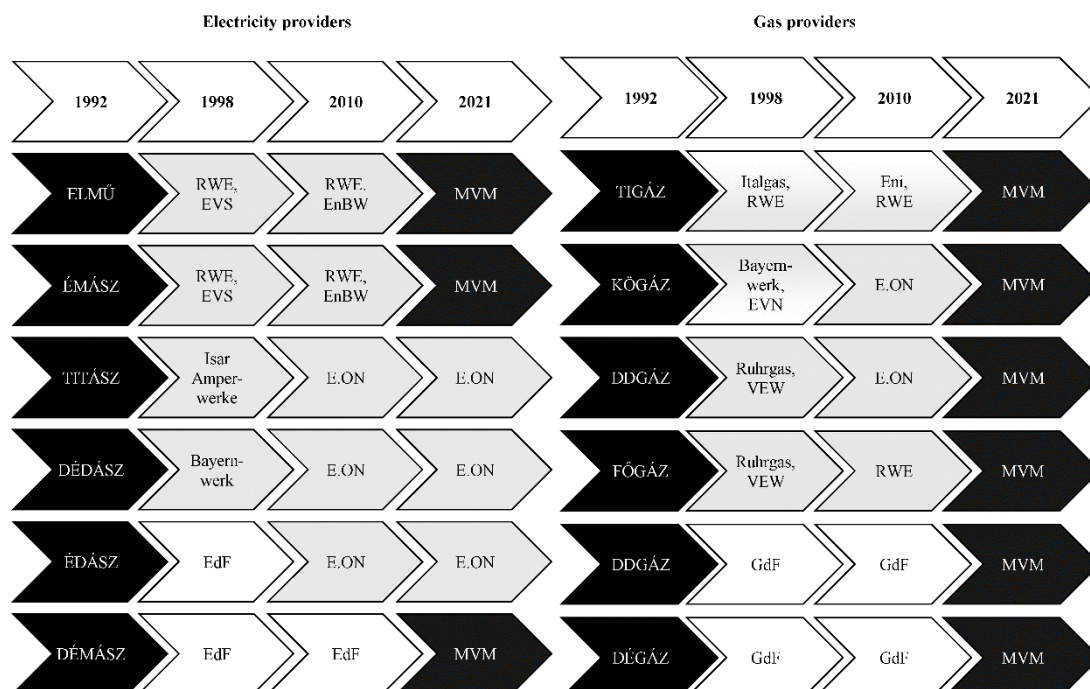 Electricity providers
1992
1998
2010
2021
ELMŰ
RWE,
EVS
RWE.
EnBW
MVM
ÉMÁSZ
RWE,
EVS
RWE,
EnBW
MVM
TITÁSZ
Isar
Amper-
werke
E.ON
E.ON
DÉDÁSZ
Bayern-
werk
E.ON
E.ON
ÉDÁSZ
EdF
E.ON
E.ON
DÉMÁSZ
EdF
EdF
MVM
Gas providers
1992
1998
2010
2021
TIGÁZ
Italgas,
RWE
Eni,
RWE
MVM
KÖGÁZ
Bayern-
werk,
EVN
E.ON
MVM
DDGÁZ
Ruhrgas,
VEW
E.ON
MVM
FŐGÁZ
Ruhrgas,
VEW
RWE
MVM
DDGÁZ
GdF
GdF
MVM
DÉGÁZ
GdF
GdF
MVM